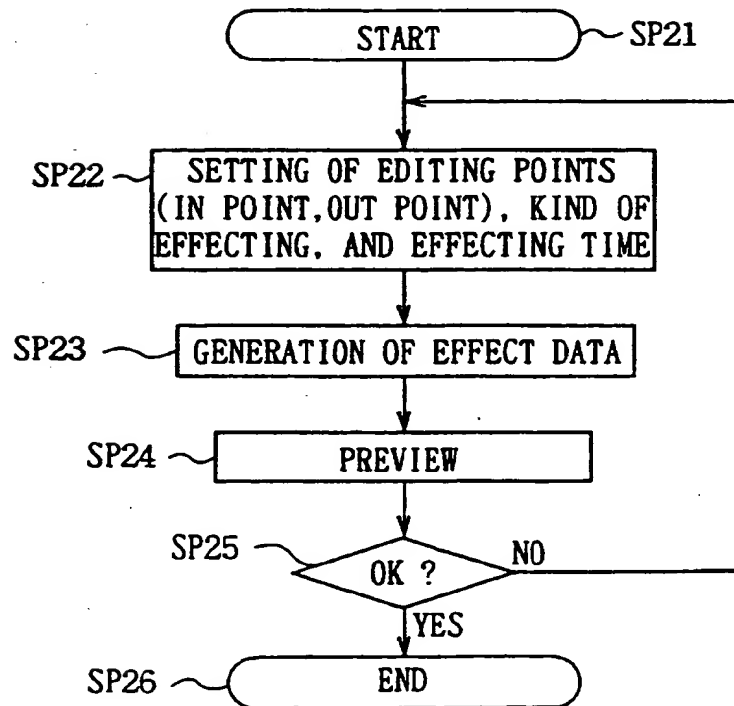 START
SP21
SP22
SETTING OF EDITING POINTS
(IN POINT,OUT POINT), KIND OF
EFFECTING, AND EFFECTING TIME
SP23
GENERATION OF EFFECT DATA
SP24
PREVIEW
SP25
OK ?
NO
YES
SP26
END